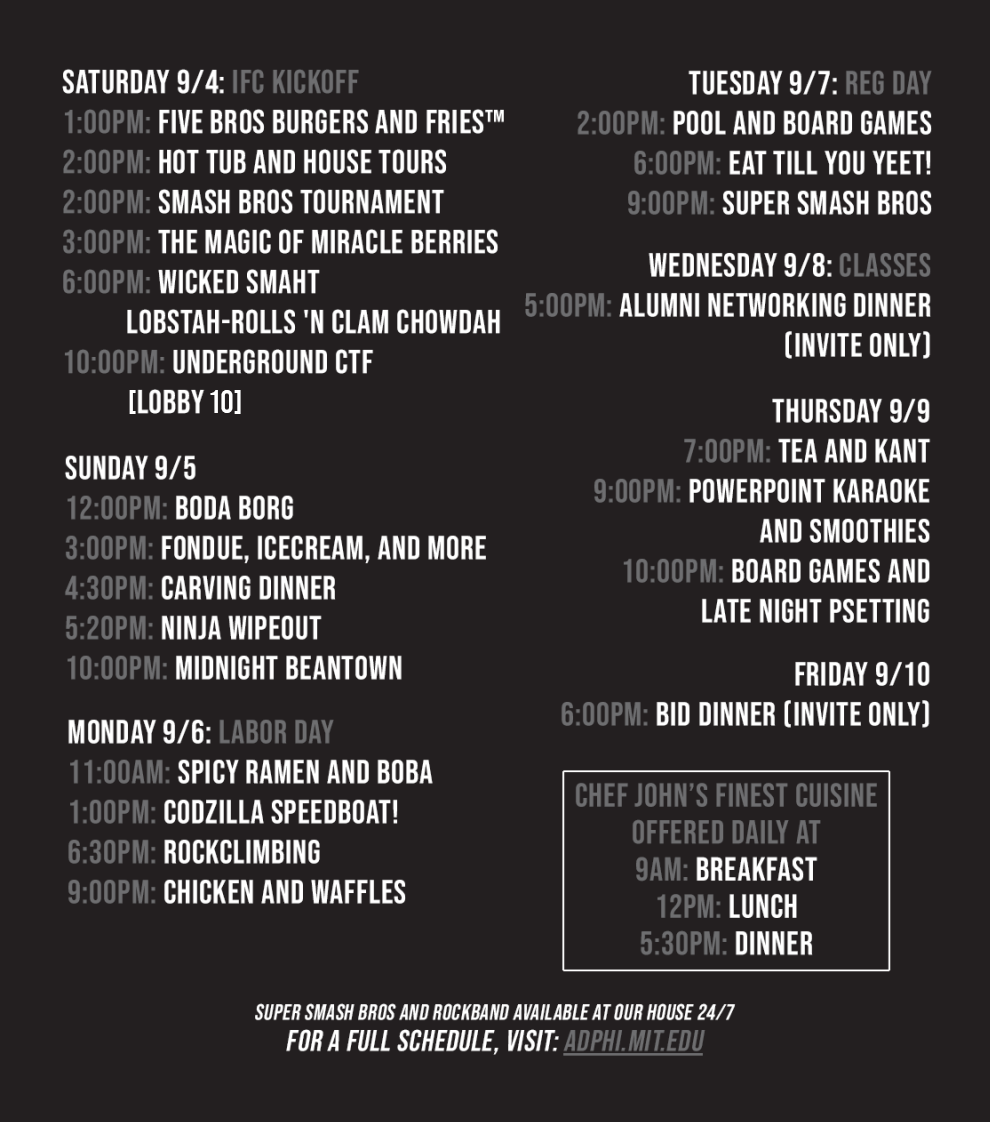 SATURDAY 9/4: IFC KICKOFF
1:00PM: FIVE BROS BURGERS AND FRIES™
2:00PM: HOT TUB AND HOUSE TOURS
2:00PM: SMASH BROS TOURNAMENT
3:00PM: THE MAGIC OF MIRACLE BERRIES
6:00PM: WICKED SMAHT
LOBSTAH-ROLLS 'N CLAM CHOWDAH
10:00PM: UNDERGROUND CTF
[LOBBY 10]
SUNDAY 9/5
12:00PM: BODA BORG
3:00PM: FONDUE, ICECREAM, AND MORE
4:30PM: CARVING DINNER
5:20PM: NINJA WIPEOUT
10:00PM: MIDNIGHT BEANTOWN
MONDAY 9/6: LABOR DAY
11:00AM: SPICY RAMEN AND BOBA
1:00PM: CODZILLA SPEEDBOAT!
6:30PM: ROCKCLIMBING
9:00PM: CHICKEN AND WAFFLES
TUESDAY 9/7: REG DAY
2:00PM: POOL AND BOARD GAMES
6:00PM: EAT TILL YOU YEET!
9:00PM: SUPER SMASH BROS
WEDNESDAY 9/8: CLASSES
5:00PM: ALUMNI NETWORKING DINNER
(INVITE ONLY)
THURSDAY 9/9
7:00PM: TEA AND KANT
9:00PM: POWERPOINT KARAOKE
AND SMOOTHIES
10:00PM: BOARD GAMES AND
LATE NIGHT PSETTING
FRIDAY 9/10
6:00PM: BID DINNER (INVITE ONLY)
CHEF JOHN'S FINEST CUISINE
OFFERED DAILY AT
9AM: BREAKFAST
12PM: LUNCH
5:30PM: DINNER
SUPER SMASH BROS AND ROCKBAND AVAILABLE AT OUR HOUSE 24/7
FOR A FULL SCHEDULE, VISIT: ADPHI.MIT.EDU